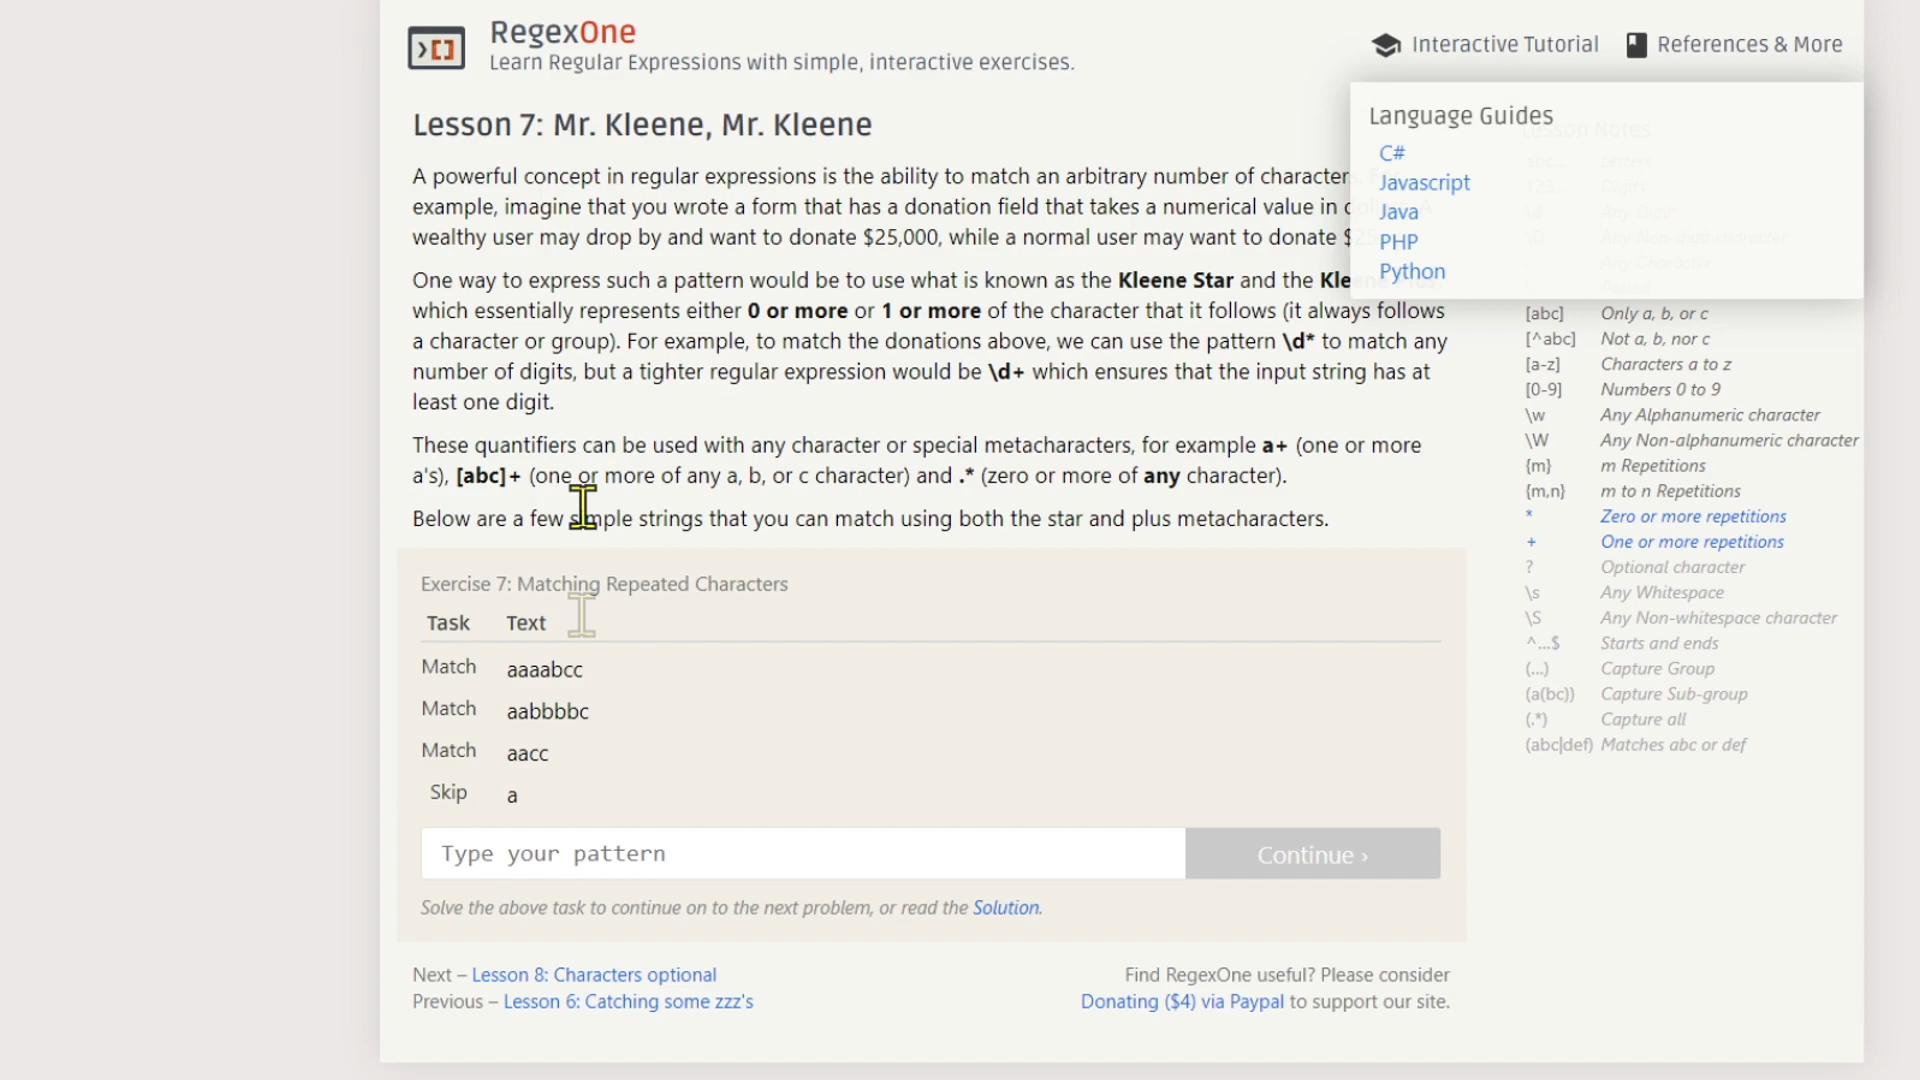 RegexOne
Learn Regular Expressions with simple, interactive exercises.
Interactive Tutorial
References & More
Language Guides
C#
Javascript
Java
PHP
Python
Lesson 7: Mr. Kleene, Mr. Kleene
A powerful concept in regular expressions is the ability to match an arbitrary number of character
example, imagine that you wrote a form that has a donation field that takes a numerical value in
wealthy user may drop by and want to donate $25,000, while a normal user may want to donate
One way to express such a pattern would be to use what is known as the Kleene Star and the
which essentially represents either 0 or more or 1 or more of the character that it follows (it always follows
a character or group). For example, to match the donations above, we can use the pattern \d* to match any
number of digits, but a tighter regular expression would be \d+ which ensures that the input string has at
least one digit.
These quantifiers can be used with any character or special metacharacters, for example a+ (one or more
a's), [abc]+ (one or more of any a, b, or c character) and .* (zero or more of any character).
Below are a few simple strings that you can match using both the star and plus metacharacters.
Exercise 7: Matching Repeated Characters
Task Text
Match aaaabcc
Match aabbbbc
Match aacc
Skip a
Type your pattern
Continue ›
Solve the above task to continue on to the next problem, or read the Solution.
Next – Lesson 8: Characters optional
Previous – Lesson 6: Catching some zzz's
Find RegexOne useful? Please consider
Donating ($4) via Paypal to support our site.
Lesson Notes
abc… Letters
123… Digits
\d Any Digit
\D Any Non-digit character
. Any Character
\. Period
[abc] Only a, b, or c
[^abc] Not a, b, nor c
[a-z] Characters a to z
[0-9] Numbers 0 to 9
\w Any Alphanumeric character
\W Any Non-alphanumeric character
{m} m Repetitions
{m,n} m to n Repetitions
* Zero or more repetitions
+ One or more repetitions
? Optional character
\s Any Whitespace
\S Any Non-whitespace character
^…$ Starts and ends
(…) Capture Group
(a(bc)) Capture Sub-group
(.*) Capture all
(abc|def) Matches abc or def